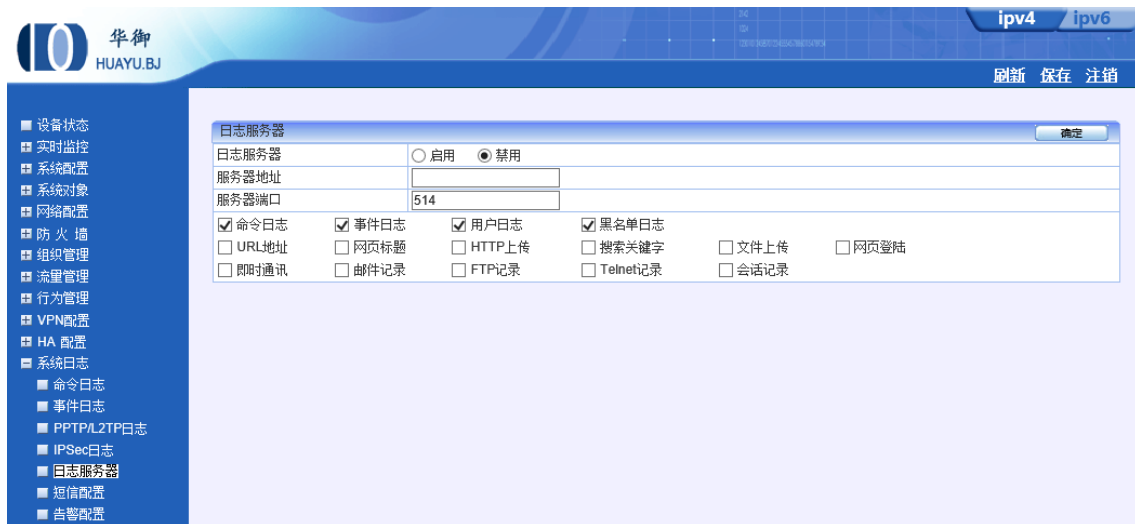 华御
HUAYU.BJ
ipv4 ipv6
刷新 保存 注销
设备状态
实时监控
系统配置
系统对象
网络配置
防 火 墙
组织管理
流量管理
行为管理
VPN配置
HA 配置
系统日志
命令日志
事件日志
PPTP/L2TP日志
IPSec日志
日志服务器
短信配置
告警配置
日志服务器 确定
日志服务器 启用 禁用
服务器地址
服务器端口 514
命令日志 事件日志 用户日志 黑名单日志
URL地址 网页标题 HTTP上传 搜索关键字 文件上传 网页登陆
即时通讯 邮件记录 FTP记录 Telnet记录 会话记录